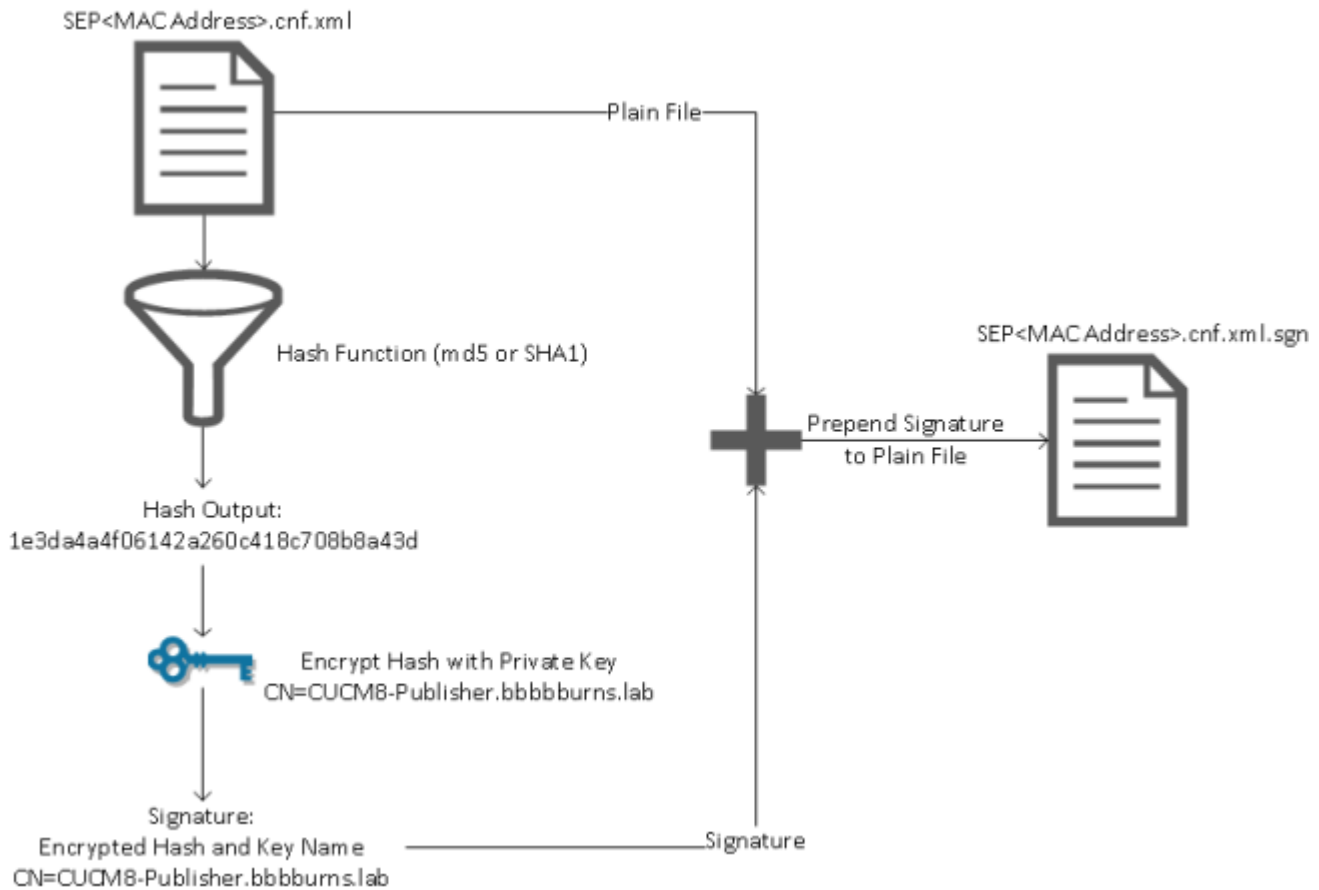 SEP<MAC Address>.cnf.xml
Plain File
Hash Function (md5 or SHA1)
SEP<MAC Address>.cnf.xml.sgn
Prepend Signature
to Plain File
Hash Output:
1e3da4a4f06142a260c418c708b8a43d
Encrypt Hash with Private Key
CN=CUCM8-Publisher.bbbbburns.lab
Signature:
Encrypted Hash and Key Name
CN=CUCM8-Publisher.bbbburns.lab
Signature